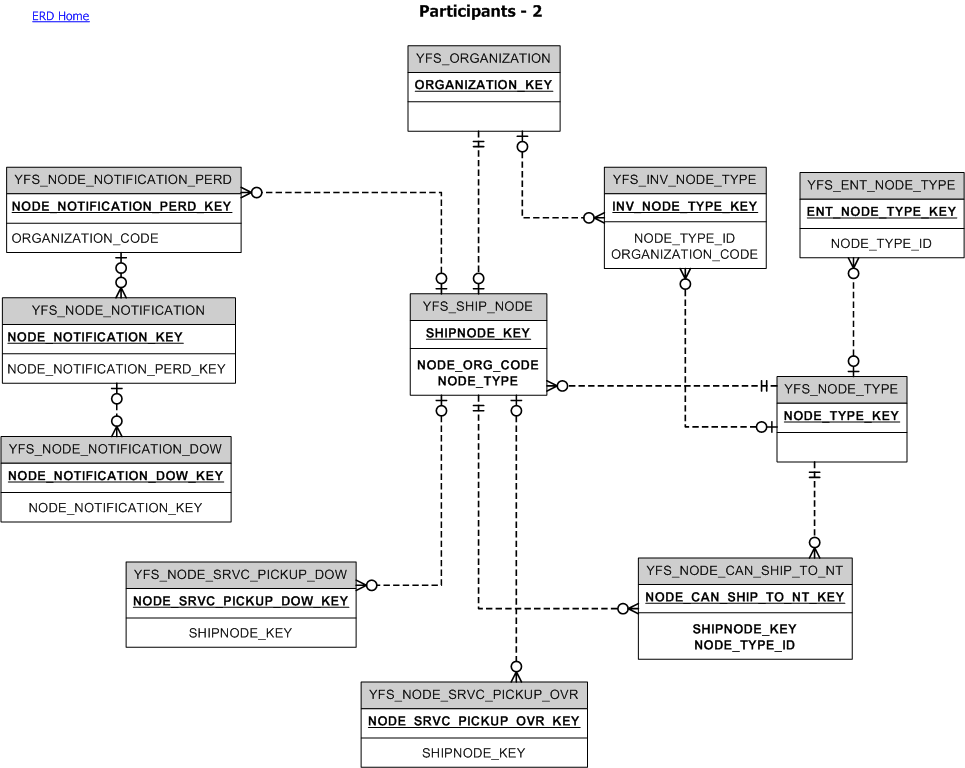 ERD Home
Participants - 2
YFS_ORGANIZATION
ORGANIZATION_KEY
YFS_NODE_NOTIFICATION_PERD
NODE_NOTIFICATION_PERD_KEY
ORGANIZATION_CODE
YFS_INV_NODE_TYPE
INV_NODE_TYPE_KEY
NODE_TYPE_ID
ORGANIZATION_CODE
YFS_ENT_NODE_TYPE
ENT_NODE_TYPE_KEY
NODE_TYPE_ID
YFS_NODE_NOTIFICATION
NODE_NOTIFICATION_KEY
NODE_NOTIFICATION_PERD_KEY
YFS_SHIP_NODE
SHIPNODE_KEY
NODE_ORG_CODE
NODE_TYPE
YFS_NODE_TYPE
NODE_TYPE_KEY
YFS_NODE_NOTIFICATION_DOW
NODE_NOTIFICATION_DOW_KEY
NODE_NOTIFICATION_KEY
YFS_NODE_SRVC_PICKUP_DOW
NODE_SRVC_PICKUP_DOW_KEY
SHIPNODE_KEY
YFS_NODE_CAN_SHIP_TO_NT
NODE_CAN_SHIP_TO_NT_KEY
SHIPNODE_KEY
NODE_TYPE_ID
YFS_NODE_SRVC_PICKUP_OVR
NODE_SRVC_PICKUP_OVR_KEY
SHIPNODE_KEY